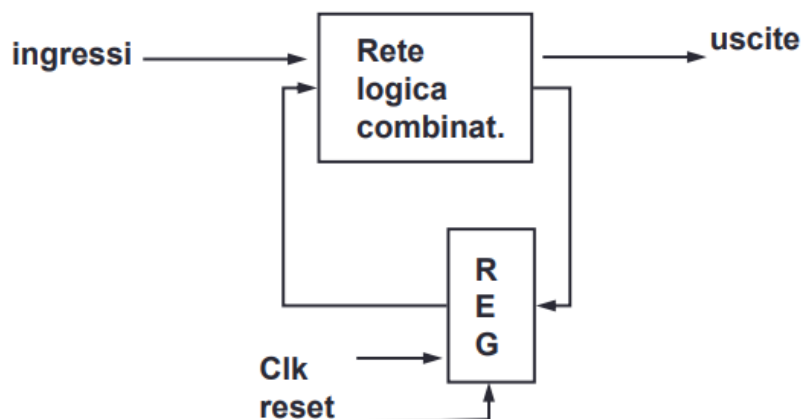 ingressi
Rete
logica
combinat.
uscite
R
E
G
Clk
reset